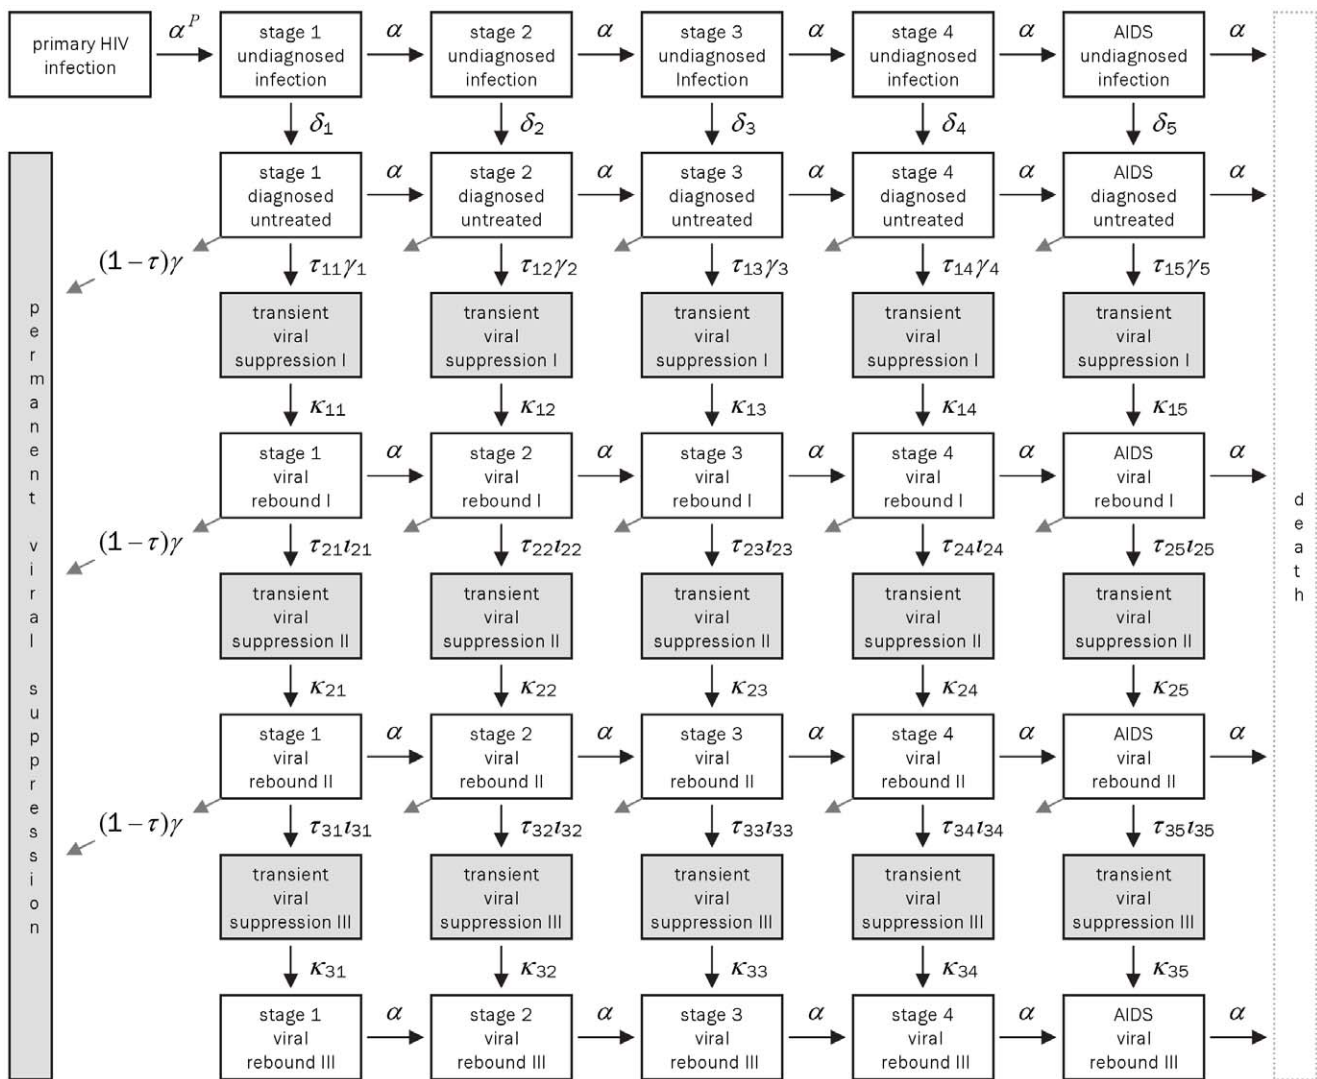 primary HIV
infection
α^P
stage 1
undiagnosed
infection
α
stage 2
undiagnosed
infection
α
stage 3
undiagnosed
Infection
α
stage 4
undiagnosed
infection
α
AIDS
undiagnosed
infection
α
δ₁
δ₂
δ₃
δ₄
δ₅
stage 1
diagnosed
untreated
α
stage 2
diagnosed
untreated
α
stage 3
diagnosed
untreated
α
stage 4
diagnosed
untreated
α
AIDS
diagnosed
untreated
α
(1−τ)γ
τ₁₁γ₁
τ₁₂γ₂
τ₁₃γ₃
τ₁₄γ₄
τ₁₅γ₅
transient
viral
suppression I
transient
viral
suppression I
transient
viral
suppression I
transient
viral
suppression I
transient
viral
suppression I
κ₁₁
κ₁₂
κ₁₃
κ₁₄
κ₁₅
stage 1
viral
rebound I
α
stage 2
viral
rebound I
α
stage 3
viral
rebound I
α
stage 4
viral
rebound I
α
AIDS
viral
rebound I
α
(1−τ)γ
τ₂₁ι₂₁
τ₂₂ι₂₂
τ₂₃ι₂₃
τ₂₄ι₂₄
τ₂₅ι₂₅
transient
viral
suppression II
transient
viral
suppression II
transient
viral
suppression II
transient
viral
suppression II
transient
viral
suppression II
κ₂₁
κ₂₂
κ₂₃
κ₂₄
κ₂₅
stage 1
viral
rebound II
α
stage 2
viral
rebound II
α
stage 3
viral
rebound II
α
stage 4
viral
rebound II
α
AIDS
viral
rebound II
α
(1−τ)γ
τ₃₁ι₃₁
τ₃₂ι₃₂
τ₃₃ι₃₃
τ₃₄ι₃₄
τ₃₅ι₃₅
transient
viral
suppression III
transient
viral
suppression III
transient
viral
suppression III
transient
viral
suppression III
transient
viral
suppression III
κ₃₁
κ₃₂
κ₃₃
κ₃₄
κ₃₅
stage 1
viral
rebound III
α
stage 2
viral
rebound III
α
stage 3
viral
rebound III
α
stage 4
viral
rebound III
α
AIDS
viral
rebound III
α
permanent viral suppression
death